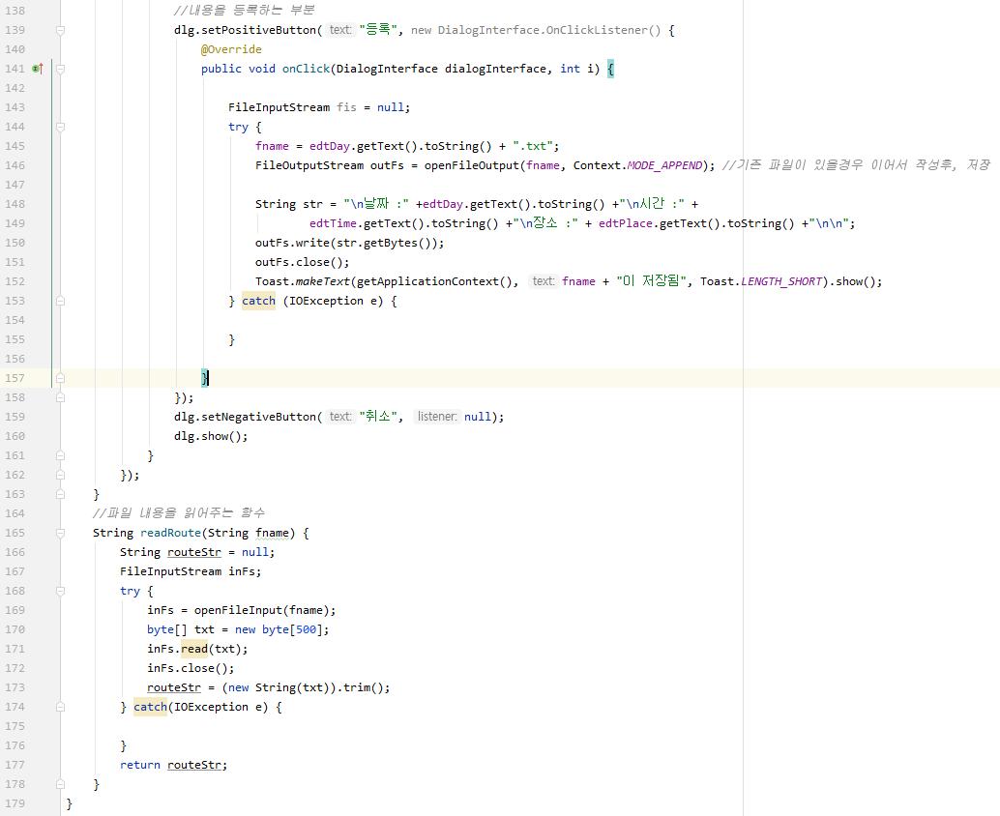 138 //내용을 등록하는 부분
139 dlg.setPositiveButton( text: "등록", new DialogInterface.OnClickListener() {
140 @Override
141 public void onClick(DialogInterface dialogInterface, int i) {
142
143 FileInputStream fis = null;
144 try {
145 fname = edtDay.getText().toString() + ".txt";
146 FileOutputStream outFs = openFileOutput(fname, Context.MODE_APPEND); //기존 파일이 있을경우 이어서 작성후, 저장
147
148 String str = "\n날짜 :" +edtDay.getText().toString() +"\n시간 :" +
149 edtTime.getText().toString() +"\n장소 :" + edtPlace.getText().toString() +"\n\n";
150 outFs.write(str.getBytes());
151 outFs.close();
152 Toast.makeText(getApplicationContext(), text: fname + "이 저장됨", Toast.LENGTH_SHORT).show();
153 } catch (IOException e) {
154
155 }
156
157 }
158 });
159 dlg.setNegativeButton( text: "취소", listener: null);
160 dlg.show();
161 }
162 });
163 }
164 //파일 내용을 읽어주는 함수
165 String readRoute(String fname) {
166 String routeStr = null;
167 FileInputStream inFs;
168 try {
169 inFs = openFileInput(fname);
170 byte[] txt = new byte[500];
171 inFs.read(txt);
172 inFs.close();
173 routeStr = (new String(txt)).trim();
174 } catch(IOException e) {
175
176 }
177 return routeStr;
178 }
179 }